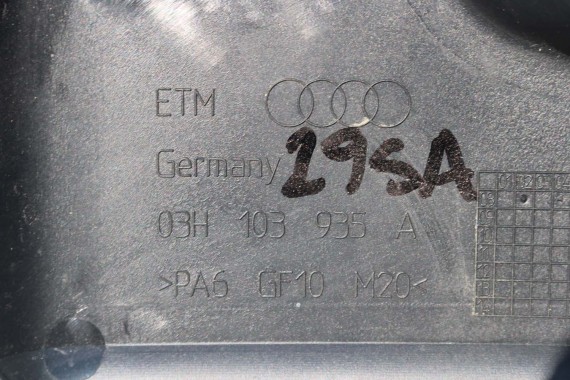 ETM
Germany 295A
03H 103 935 A
>PA6 GF10 M20<